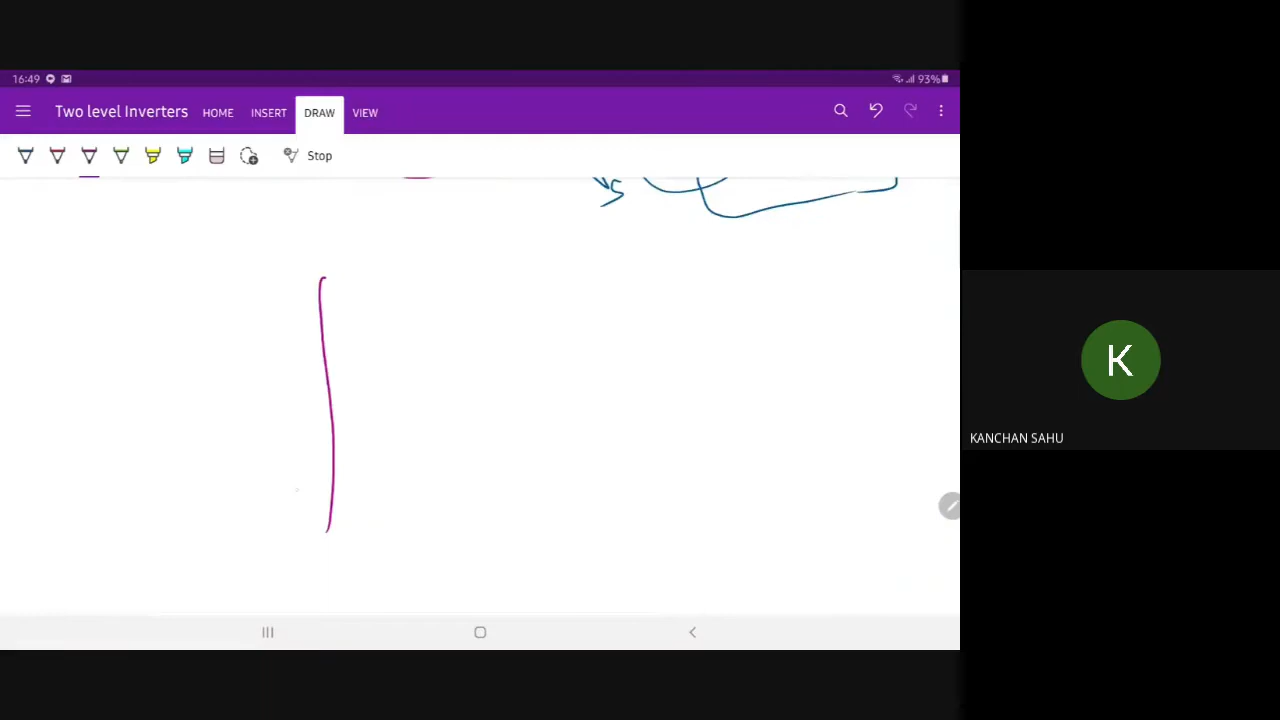 16:49 93%
Two level Inverters HOME INSERT DRAW VIEW
Stop
K
KANCHAN SAHU